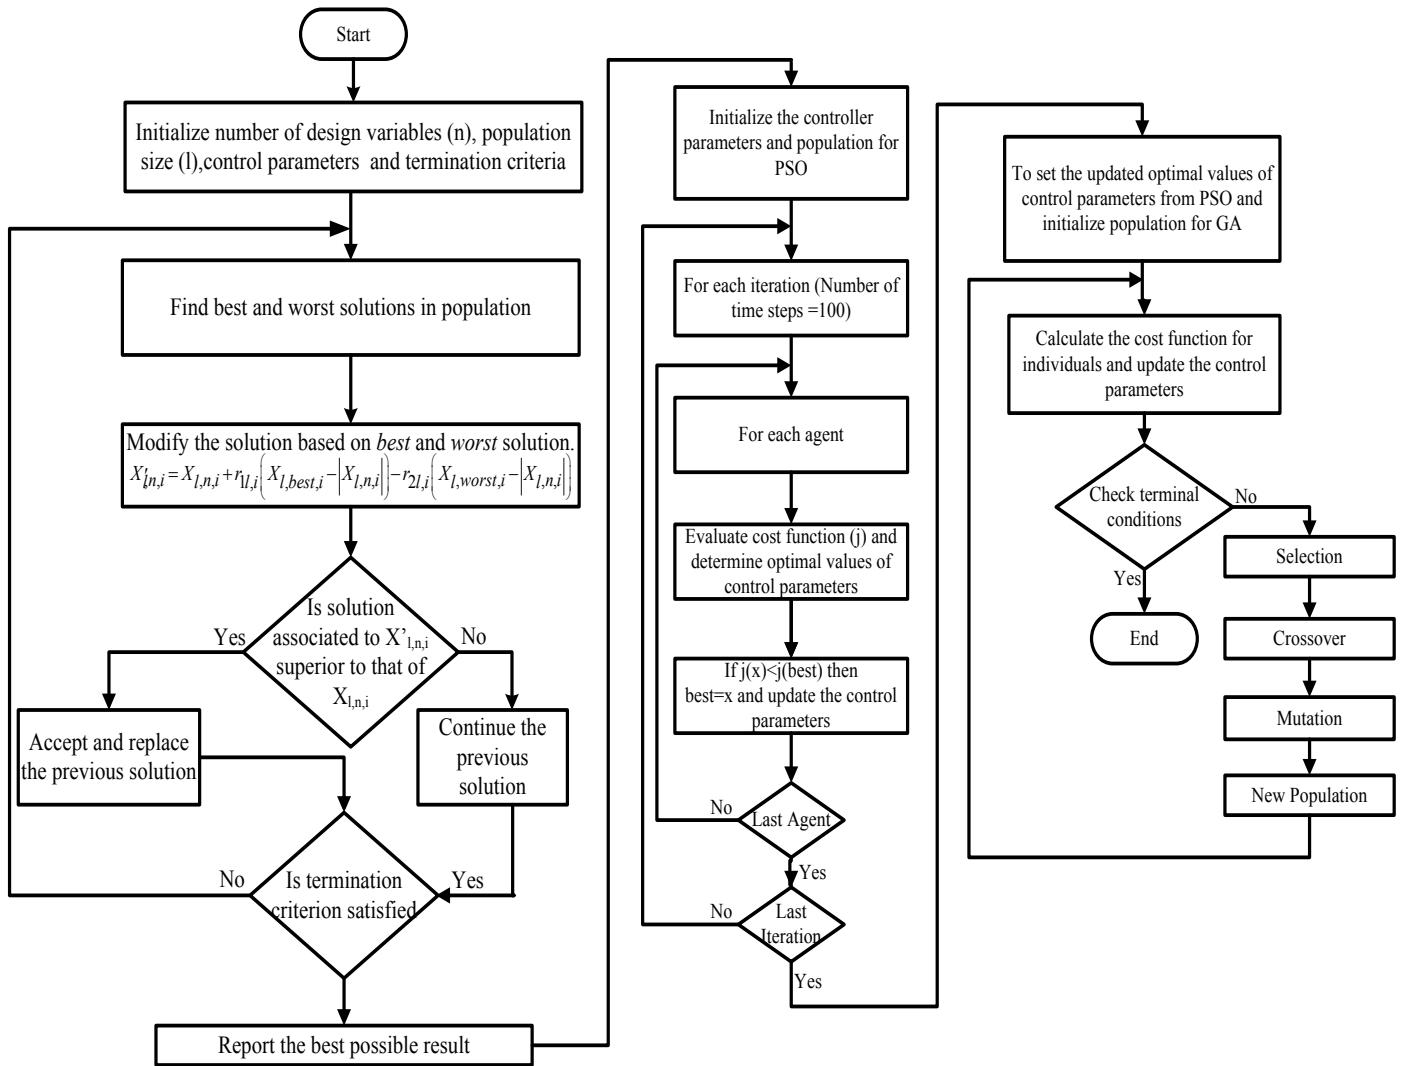 Start
Initialize number of design variables (n), population
size (l),control parameters and termination criteria
Find best and worst solutions in population
Modify the solution based on best and worst solution.
X'l,n,i = Xl,n,i + r1l,i(Xl,best,i − |Xl,n,i|) − r2l,i(Xl,worst,i − |Xl,n,i|)
Is solution
associated to X'l,n,i
superior to that of
Xl,n,i
Yes
No
Accept and replace
the previous solution
Continue the
previous
solution
Is termination
criterion satisfied
No
Yes
Report the best possible result
Initialize the controller
parameters and population for
PSO
For each iteration (Number of
time steps =100)
For each agent
Evaluate cost function (j) and
determine optimal values of
control parameters
If j(x)<j(best) then
best=x and update the control
parameters
No
Last Agent
Yes
No
Last
Iteration
Yes
To set the updated optimal values of
control parameters from PSO and
initialize population for GA
Calculate the cost function for
individuals and update the control
parameters
Check terminal
conditions
No
Yes
End
Selection
Crossover
Mutation
New Population